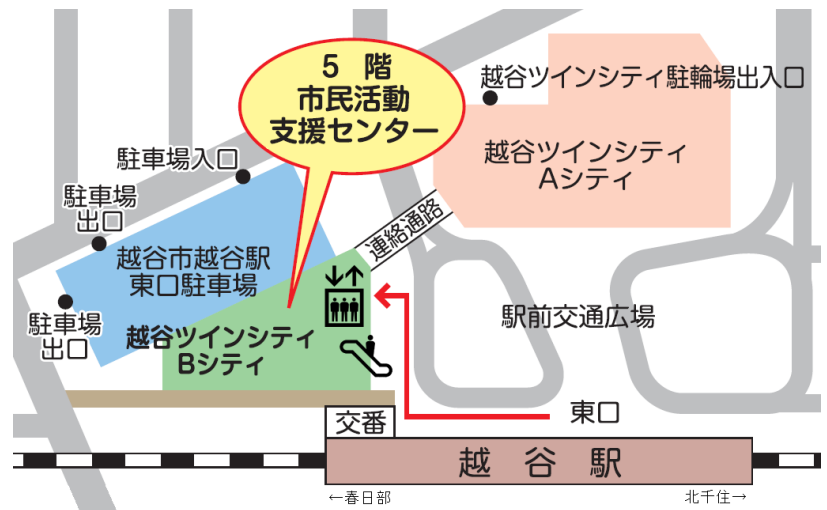 5 階
市民活動
支援センター
越谷ツインシティ駐輪場出入口
越谷ツインシティ
Aシティ
駐車場入口
駐車場
出口
連絡通路
越谷市越谷駅
東口駐車場
駐車場
出口
越谷ツインシティ
Bシティ
駅前交通広場
東口
交番
越谷駅
←春日部
北千住→